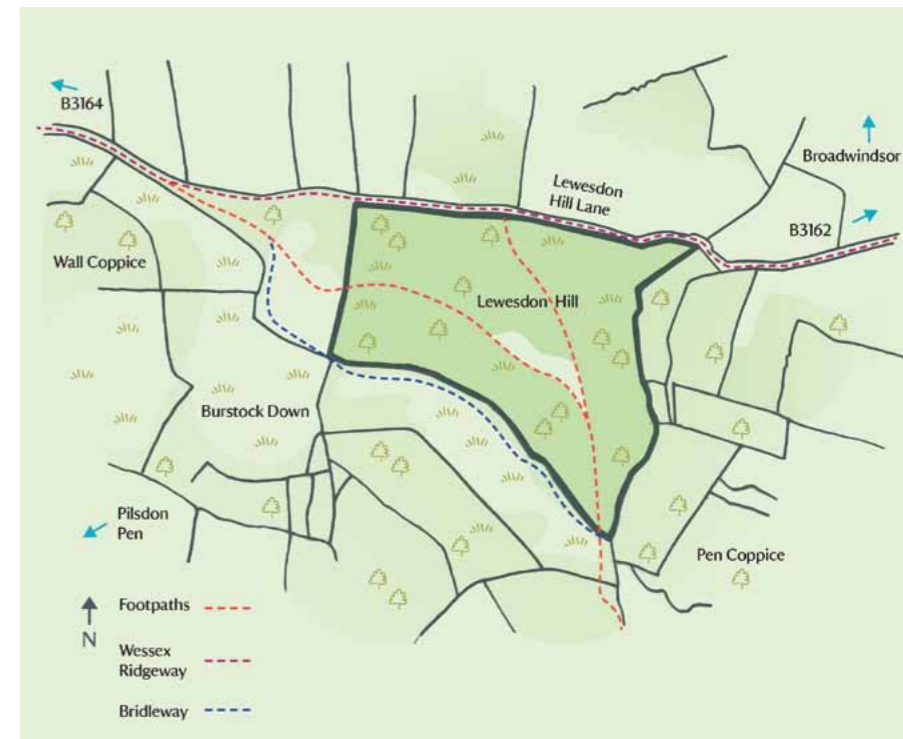 B3164
Broadwindsor
Lewesdon
Hill Lane
B3162
Wall Coppice
Lewesdon Hill
Burstock Down
Pilsdon
Pen
Pen Coppice
N
Footpaths
Wessex
Ridgeway
Bridleway